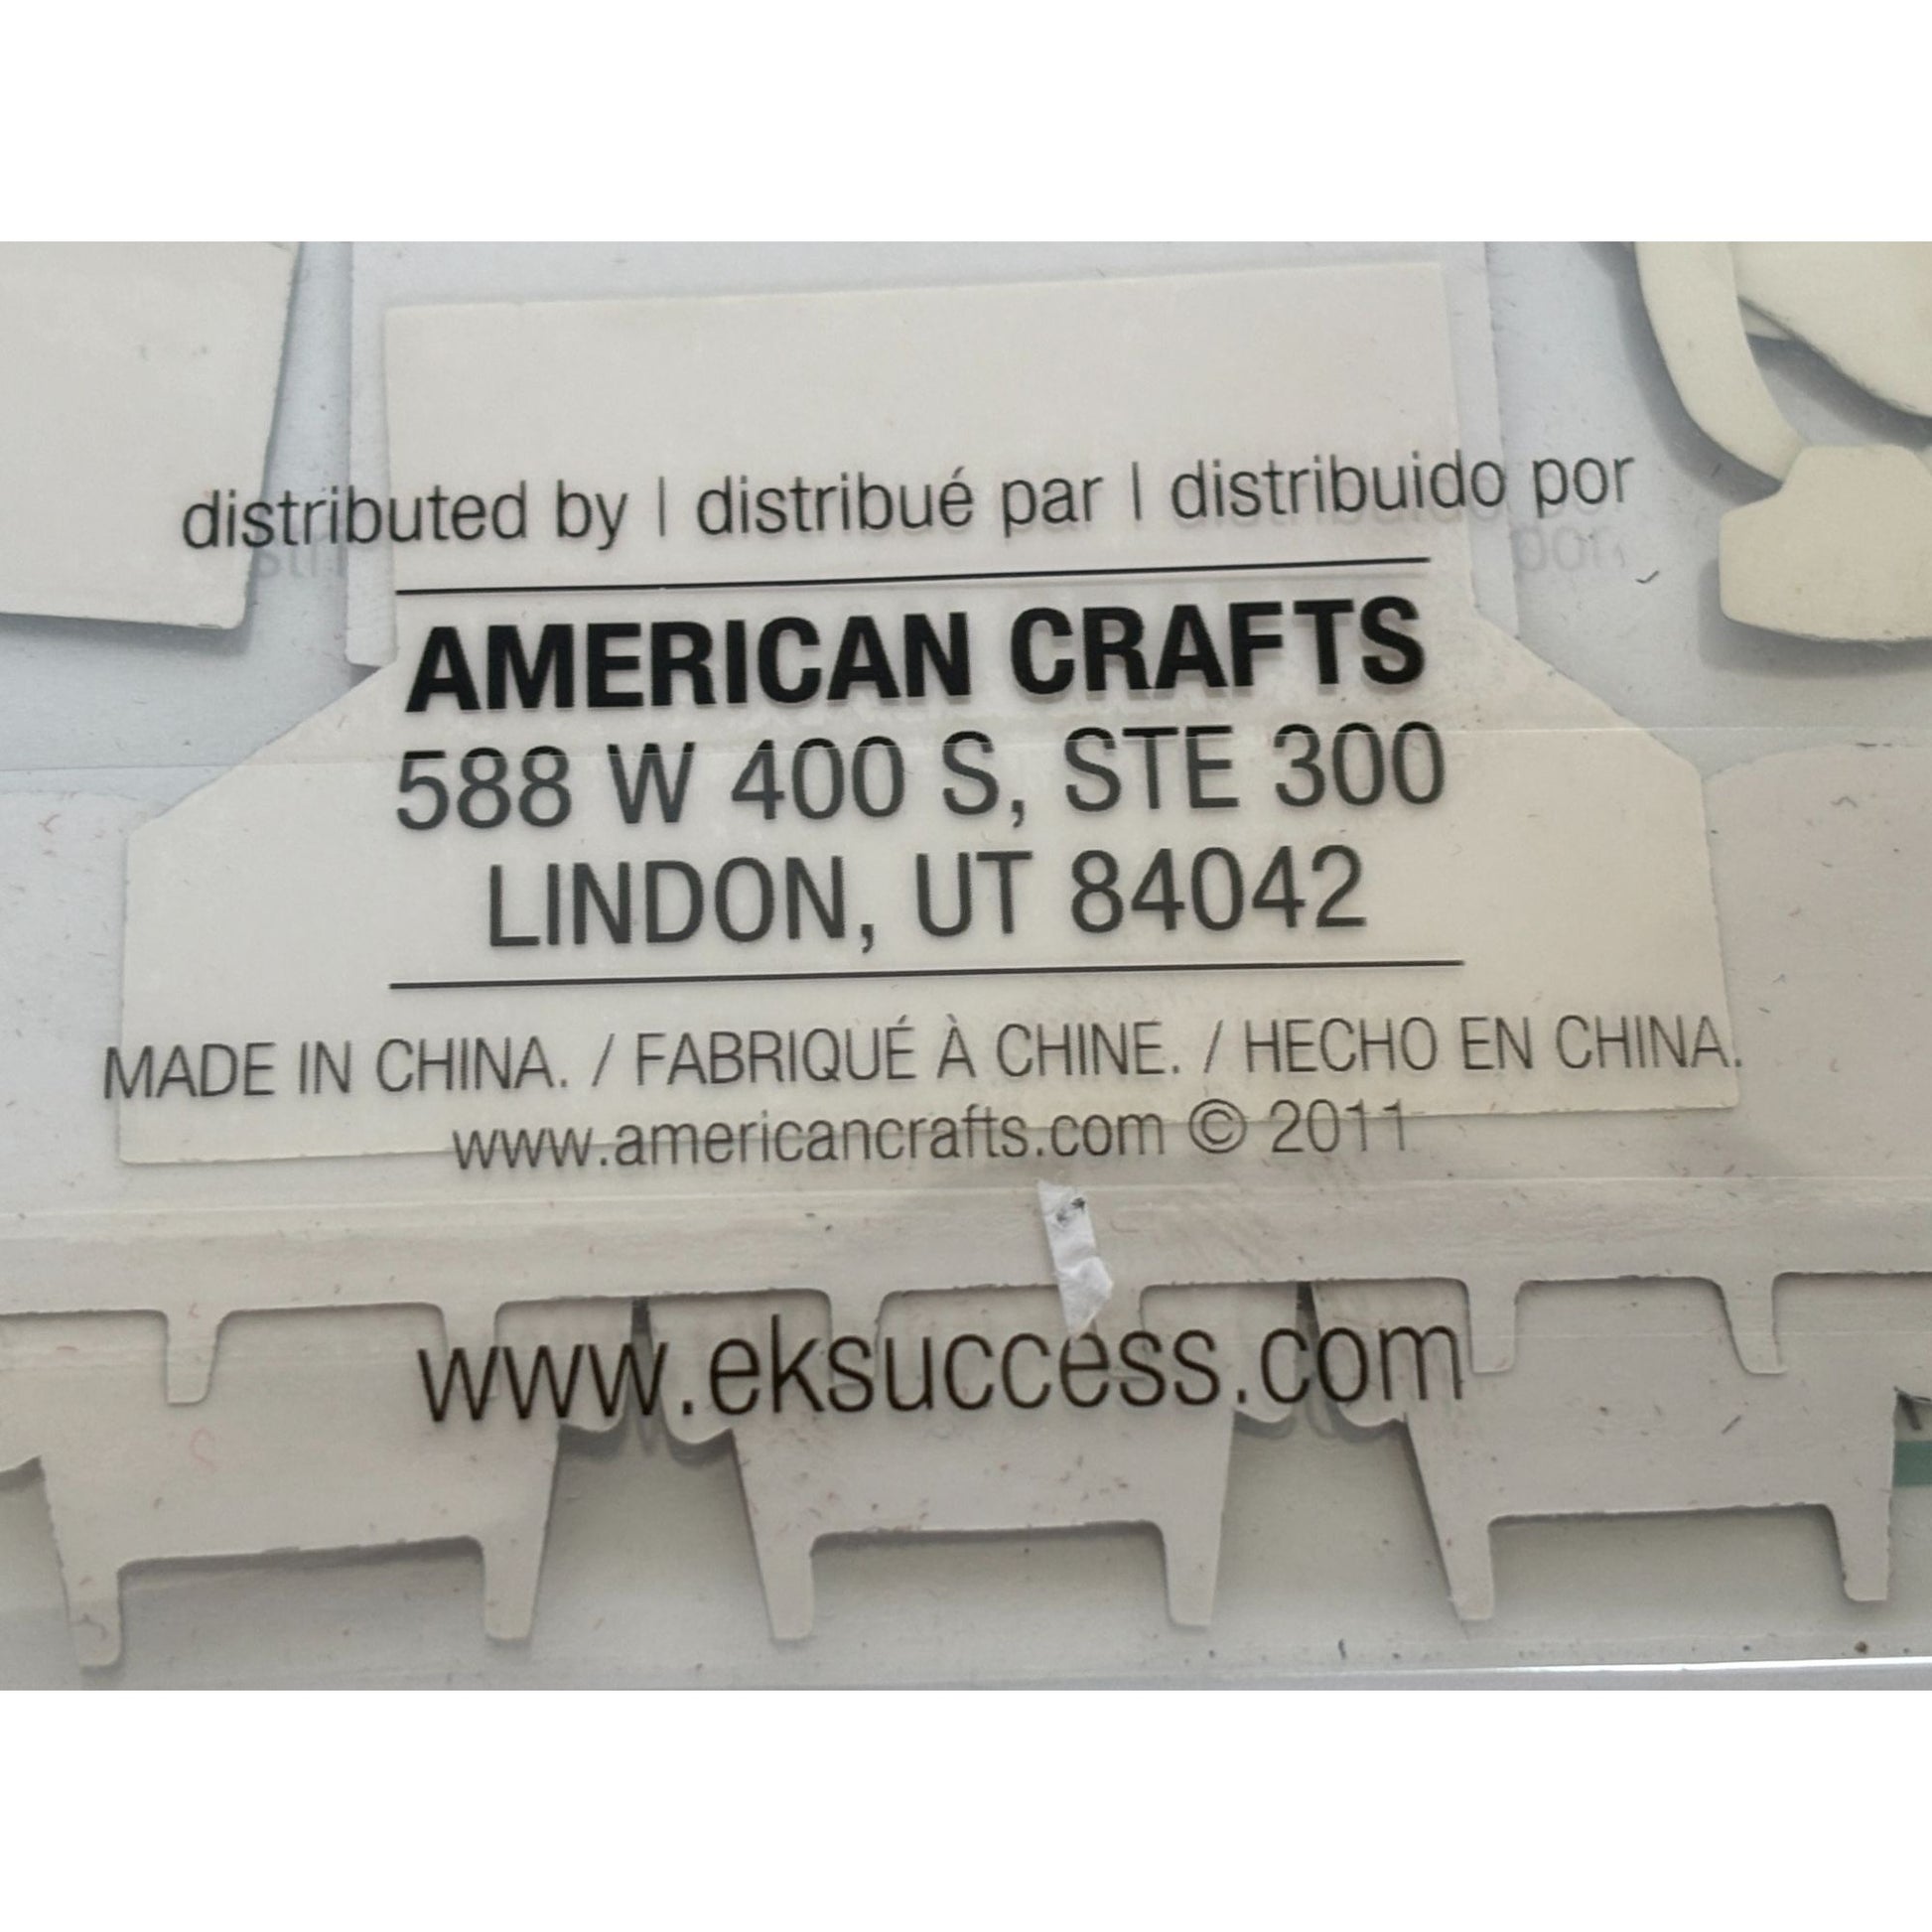 distributed by | distribué par | distribuido por
AMERICAN CRAFTS
588 W 400 S, STE 300
LINDON, UT 84042
MADE IN CHINA. / FABRIQUÉ À CHINE. / HECHO EN CHINA.
www.americancrafts.com © 2011
www.eksuccess.com